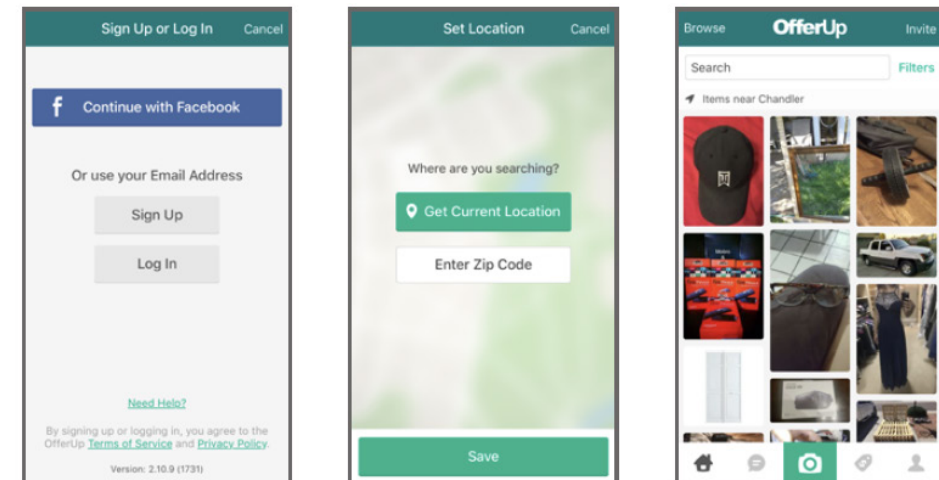 Sign Up or Log In Cancel
Continue with Facebook
Or use your Email Address
Sign Up
Log In
Need Help?
By signing up or logging in, you agree to the
OfferUp Terms of Service and Privacy Policy.
Version: 2.10.9 (1731)
Set Location Cancel
Where are you searching?
Get Current Location
Enter Zip Code
Save
Browse OfferUp Invite
Search Filters
Items near Chandler